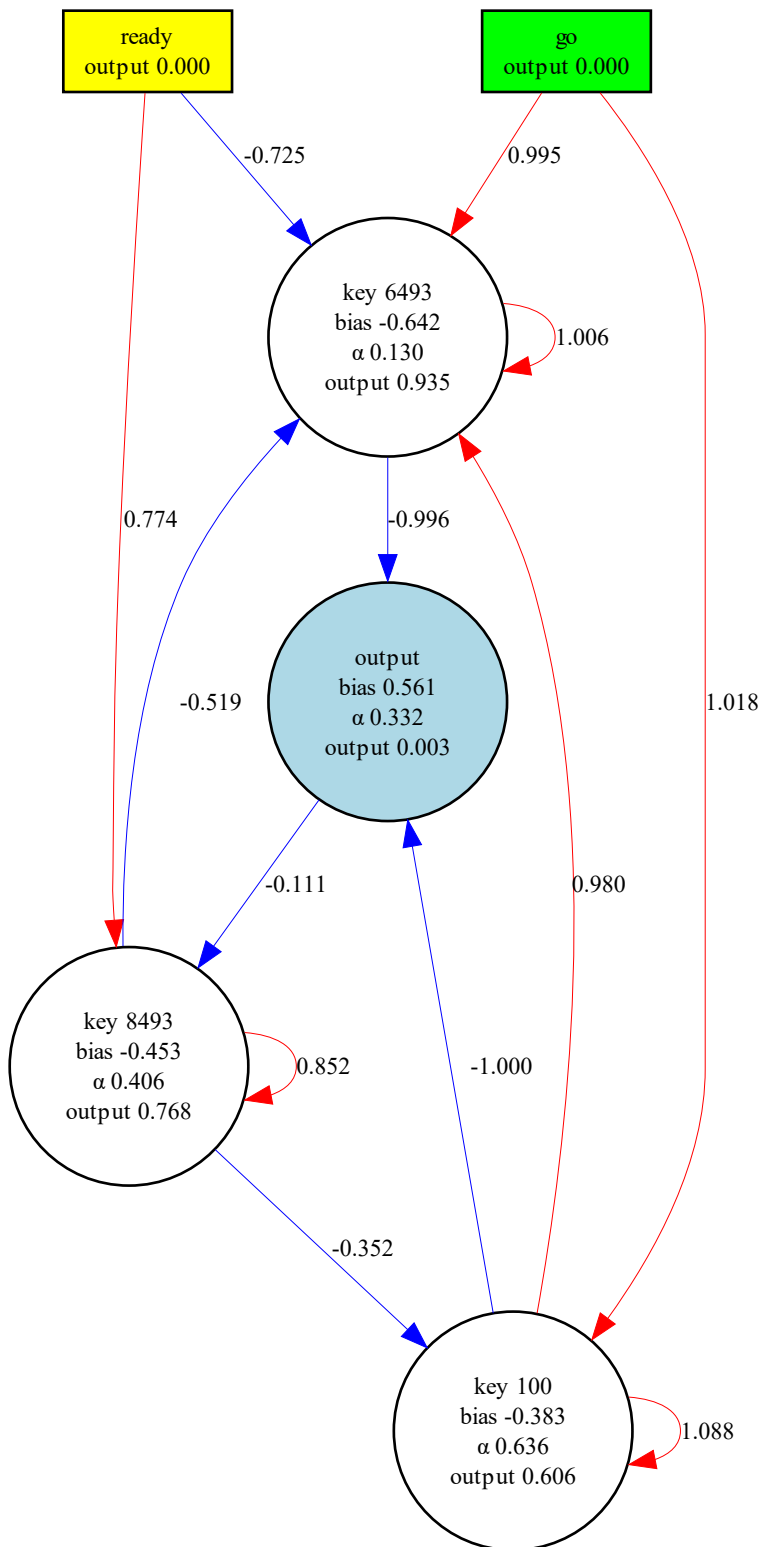 ready
output 0.000
go
output 0.000
-0.725
0.995
key 6493
bias -0.642
α 0.130
output 0.935
1.006
0.774
-0.996
output
bias 0.561
α 0.332
output 0.003
-0.519
1.018
-0.111
0.980
key 8493
bias -0.453
α 0.406
output 0.768
0.852
-1.000
-0.352
key 100
bias -0.383
α 0.636
output 0.606
1.088